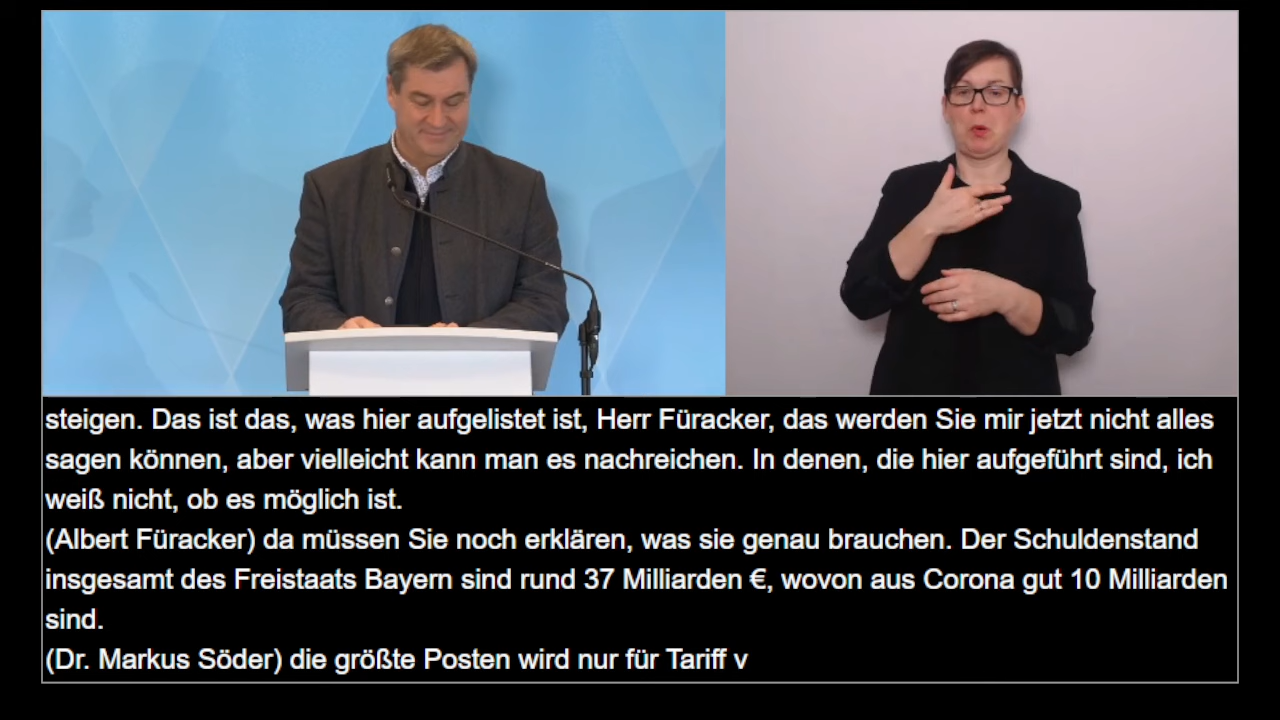 steigen. Das ist das, was hier aufgelistet ist, Herr Füracker, das werden Sie mir jetzt nicht alles
sagen können, aber vielleicht kann man es nachreichen. In denen, die hier aufgeführt sind, ich
weiß nicht, ob es möglich ist.
(Albert Füracker) da müssen Sie noch erklären, was sie genau brauchen. Der Schuldenstand
insgesamt des Freistaats Bayern sind rund 37 Milliarden €, wovon aus Corona gut 10 Milliarden
sind.
(Dr. Markus Söder) die größte Posten wird nur für Tariff v